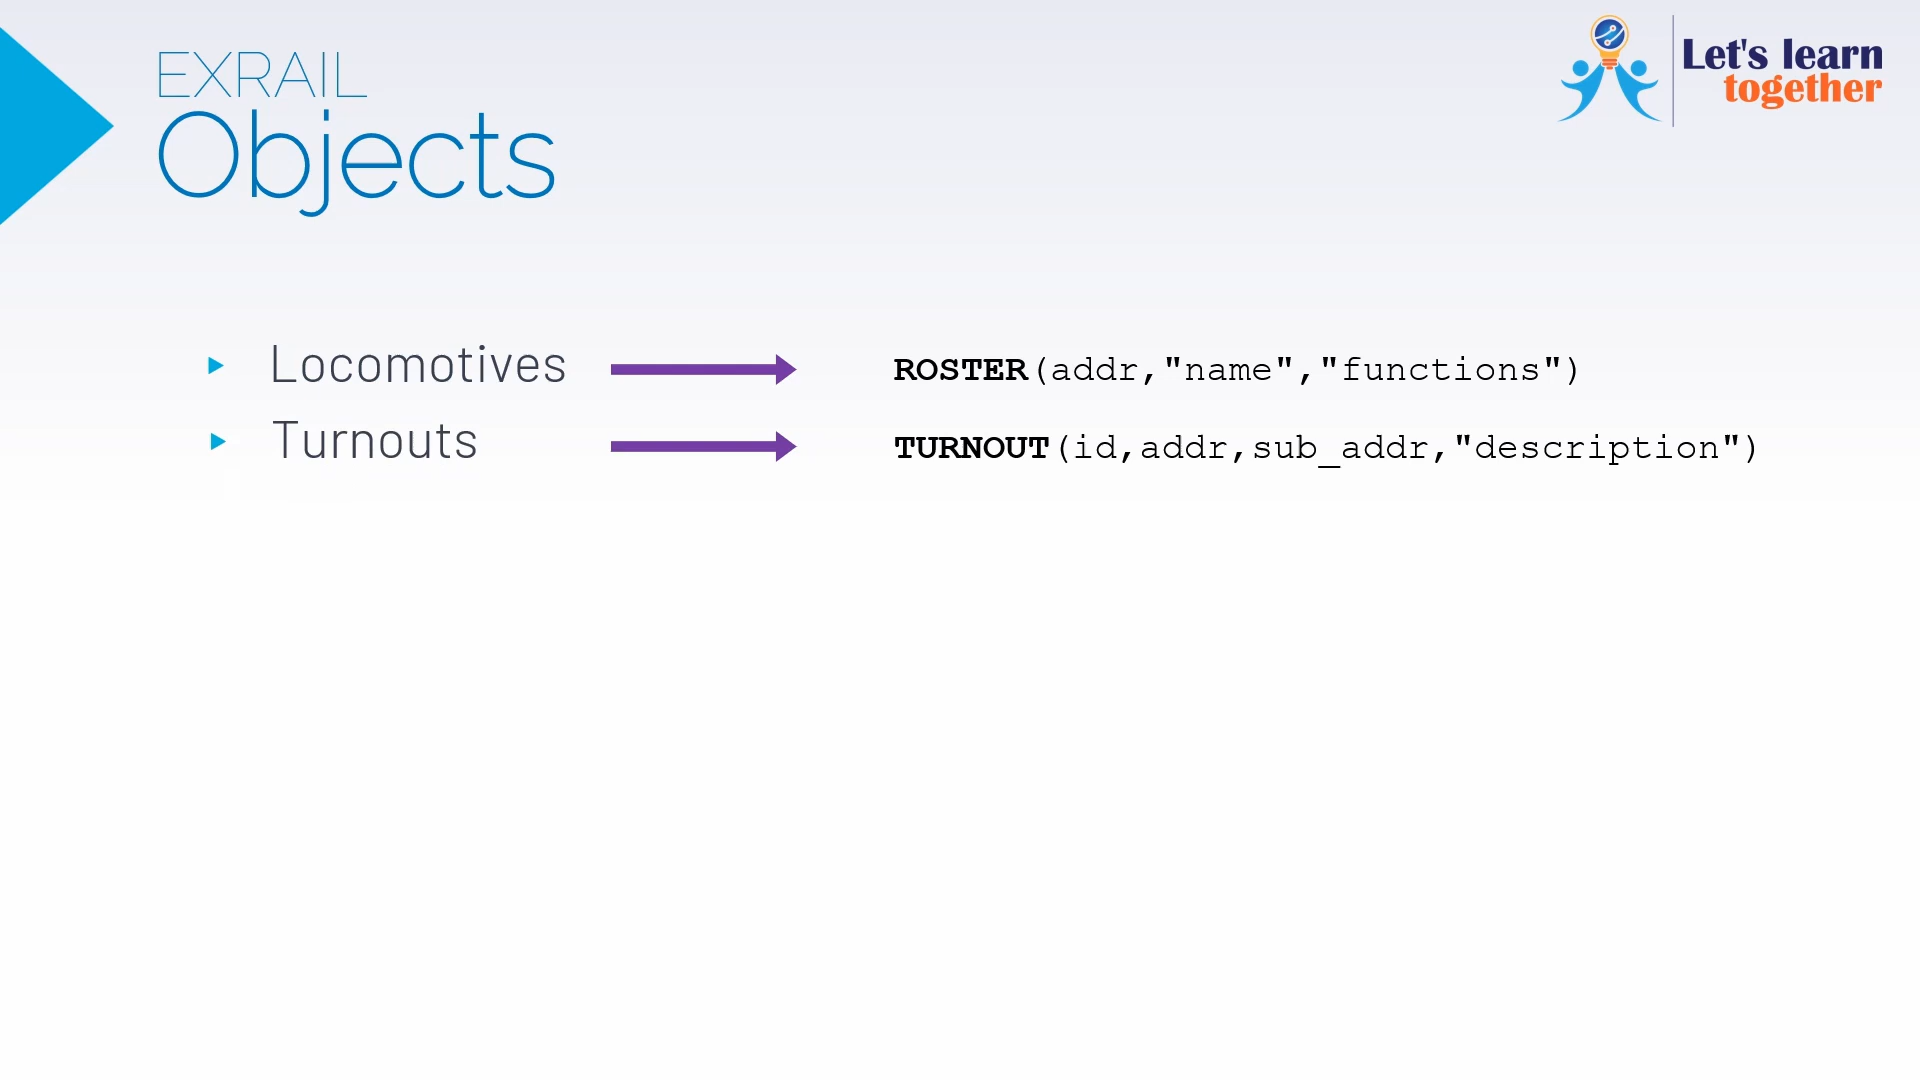 EXRAIL
Objects
Let's learn
together
Locomotives
ROSTER(addr,"name","functions")
Turnouts
TURNOUT(id,addr,sub_addr,"description")